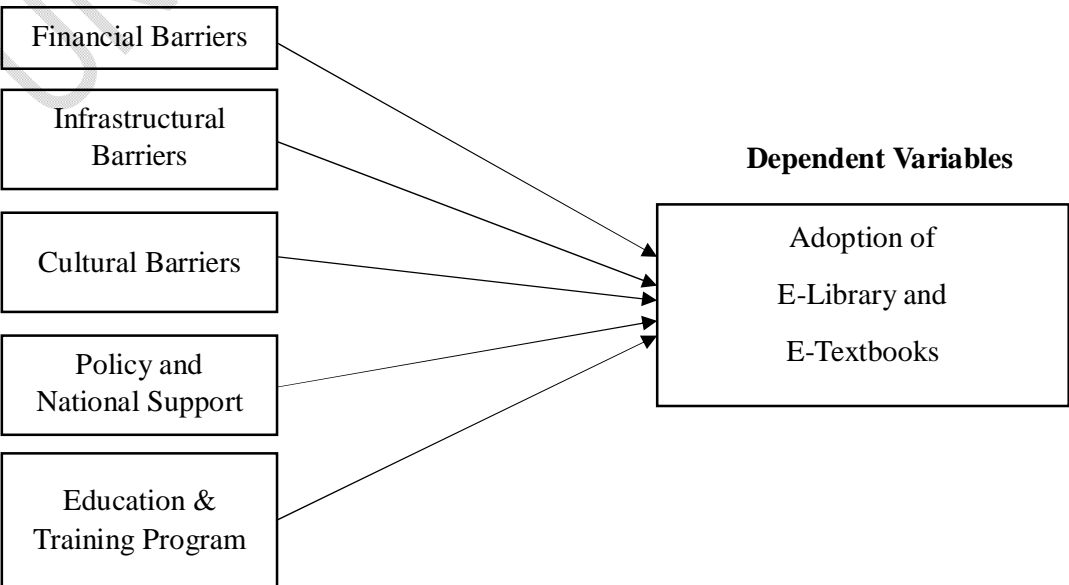 Financial Barriers
Infrastructural
Barriers
Cultural Barriers
Policy and
National Support
Education &
Training Program
Dependent Variables
Adoption of
E-Library and
E-Textbooks